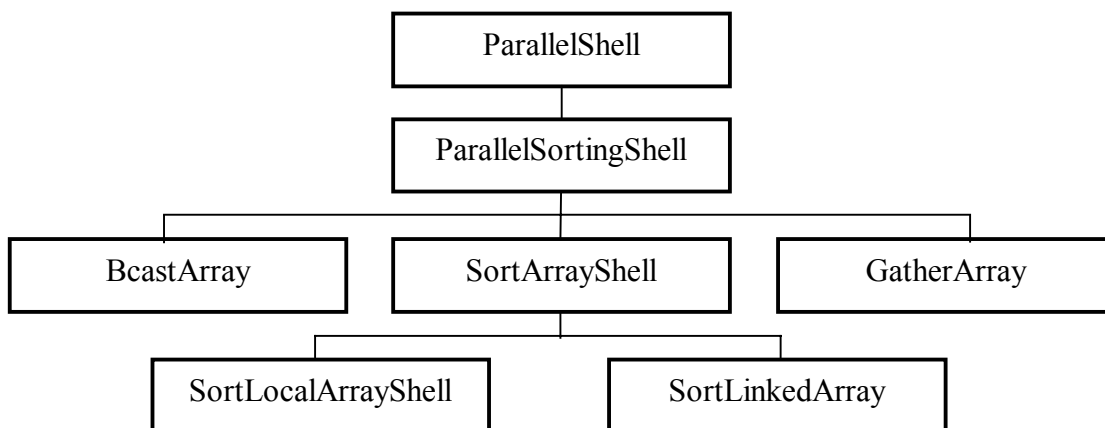 ParallelShell
ParallelSortingShell
BcastArray
SortArrayShell
GatherArray
SortLocalArrayShell
SortLinkedArray